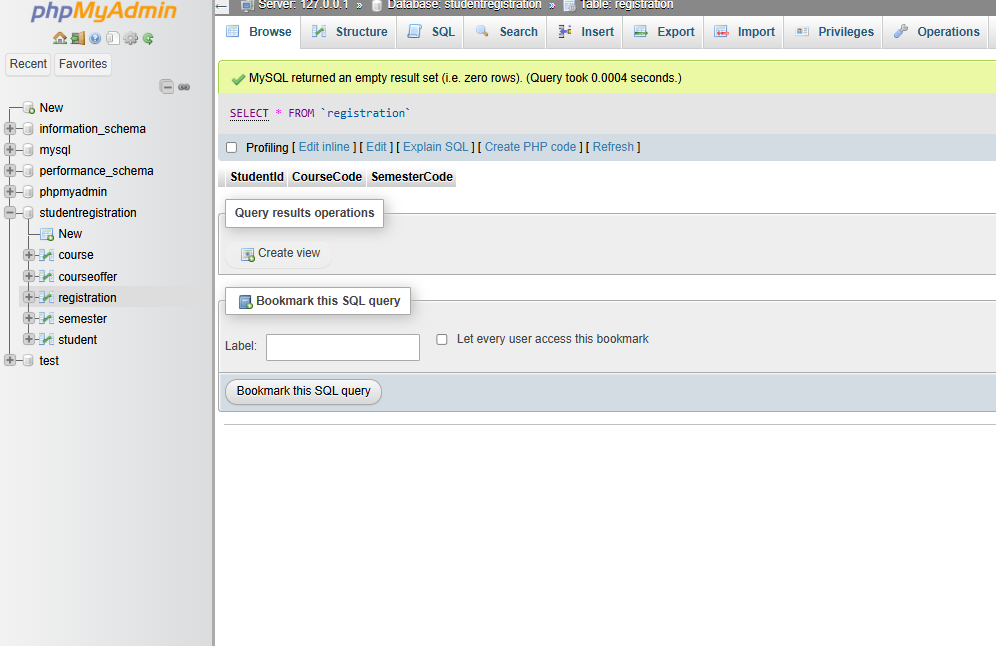 phpMyAdmin
Recent Favorites
New
information_schema
mysql
performance_schema
phpmyadmin
studentregistration
New
course
courseoffer
registration
semester
student
test
Server: 127.0.0.1 » Database: studentregistration » Table: registration
Browse Structure SQL Search Insert Export Import Privileges Operations
MySQL returned an empty result set (i.e. zero rows). (Query took 0.0004 seconds.)
SELECT * FROM `registration`
Profiling [ Edit inline ] [ Edit ] [ Explain SQL ] [ Create PHP code ] [ Refresh ]
StudentId CourseCode SemesterCode
Query results operations
Create view
Bookmark this SQL query
Label: Let every user access this bookmark
Bookmark this SQL query